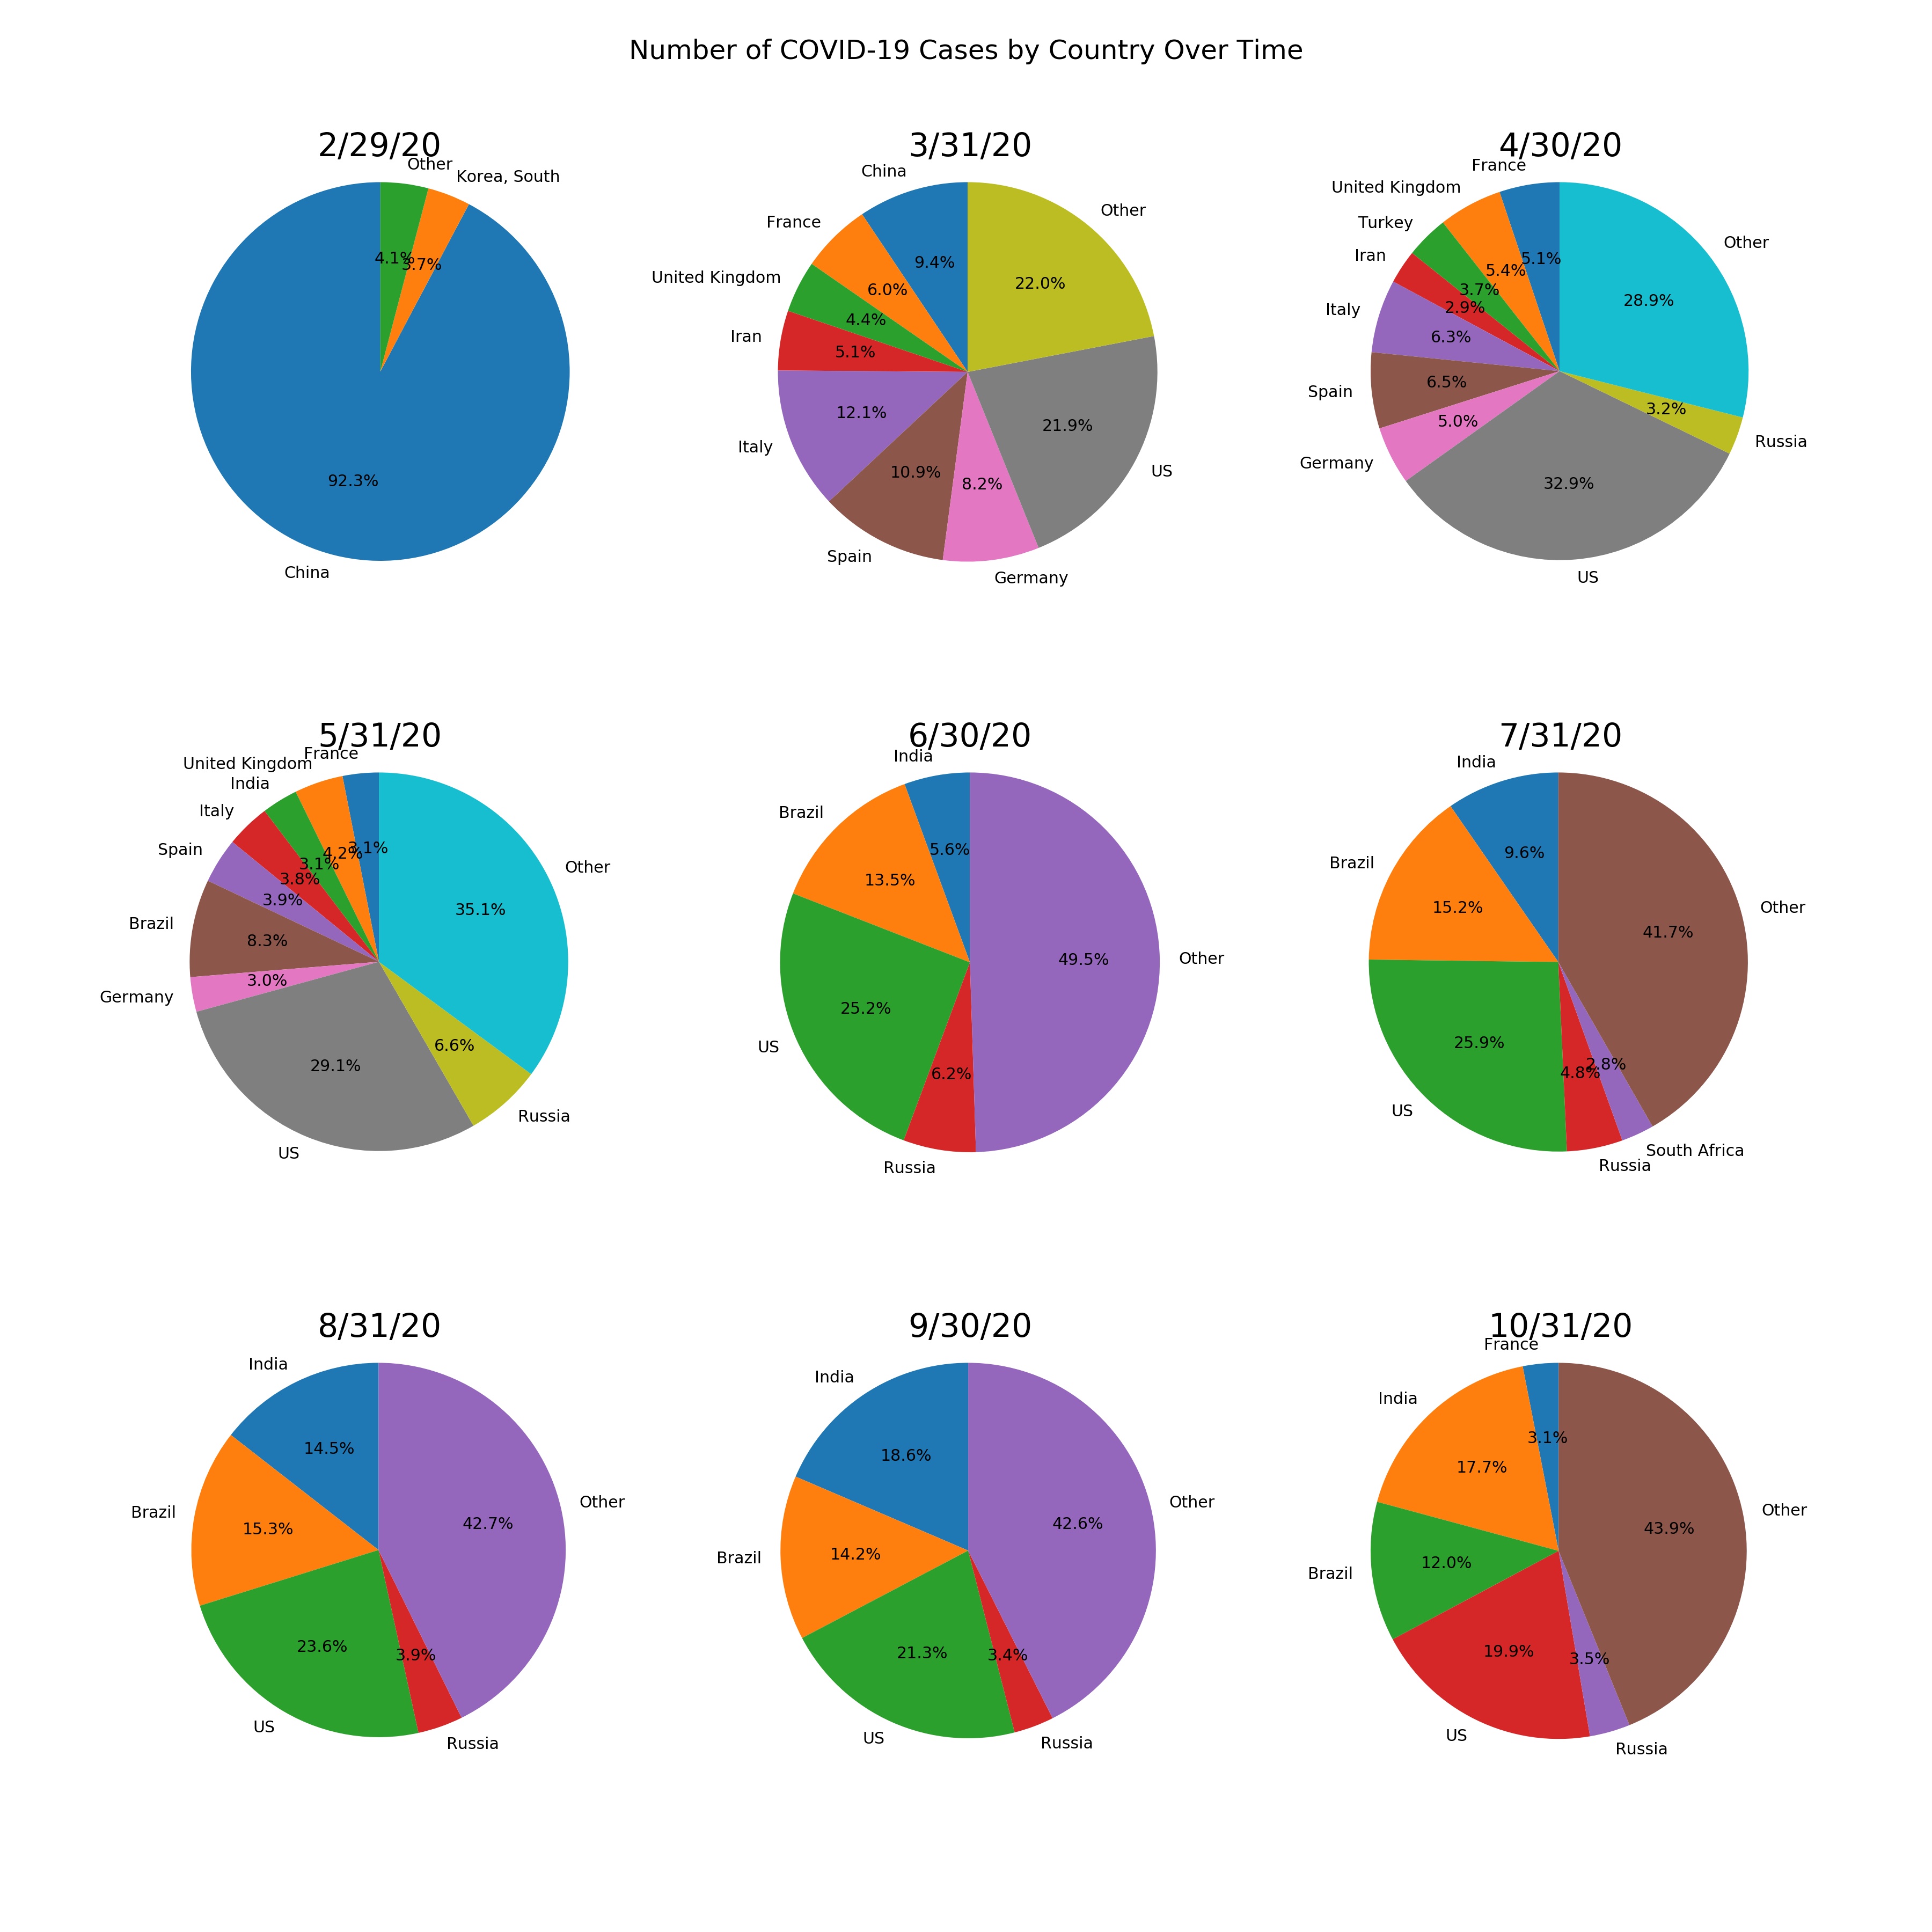 Number of COVID-19 Cases by Country Over Time
2/29/20
Other
Korea, South
4.1%
3.7%
92.3%
China
3/31/20
China
France
United Kingdom
Iran
Italy
Spain
Germany
US
Other
9.4%
6.0%
4.4%
5.1%
12.1%
10.9%
8.2%
21.9%
22.0%
4/30/20
France
United Kingdom
Turkey
Iran
Italy
Spain
Germany
US
Russia
Other
5.1%
5.4%
3.7%
2.9%
6.3%
6.5%
5.0%
32.9%
3.2%
28.9%
5/31/20
France
United Kingdom
India
Italy
Spain
Brazil
Germany
US
Russia
Other
3.1%
4.2%
3.1%
3.8%
3.9%
8.3%
3.0%
29.1%
6.6%
35.1%
6/30/20
India
Brazil
US
Russia
Other
5.6%
13.5%
25.2%
6.2%
49.5%
7/31/20
India
Brazil
US
Russia
South Africa
Other
9.6%
15.2%
25.9%
4.8%
2.8%
41.7%
8/31/20
India
Brazil
US
Russia
Other
14.5%
15.3%
23.6%
3.9%
42.7%
9/30/20
India
Brazil
US
Russia
Other
18.6%
14.2%
21.3%
3.4%
42.6%
10/31/20
France
India
Brazil
US
Russia
Other
3.1%
17.7%
12.0%
19.9%
3.5%
43.9%